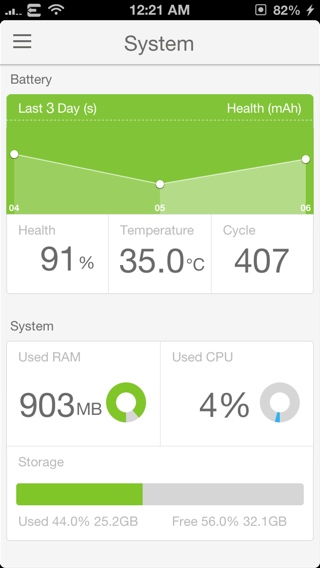 12:21 AM 82%
System
Battery
Last 3 Day (s) Health (mAh)
04 05 06
Health Temperature Cycle
91% 35.0°C 407
System
Used RAM Used CPU
903MB 4%
Storage
Used 44.0% 25.2GB Free 56.0% 32.1GB